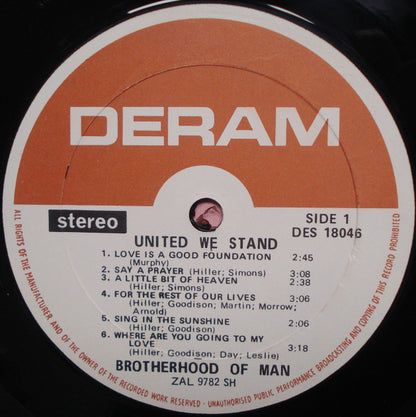 DERAM
stereo
SIDE 1
DES 18046
UNITED WE STAND
1. LOVE IS A GOOD FOUNDATION 2:45
(Murphy)
2. SAY A PRAYER (Hiller; Simons) 3:08
3. A LITTLE BIT OF HEAVEN 2:38
(Hiller; Simons)
4. FOR THE REST OF OUR LIVES 3:06
(Hiller; Goodison; Martin; Morrow;
Arnold)
5. SING IN THE SUNSHINE 2:06
(Hiller; Goodison)
6. WHERE ARE YOU GOING TO MY
LOVE 3:18
(Hiller; Goodison; Day; Leslie)
BROTHERHOOD OF MAN
ZAL 9782 SH
ALL RIGHTS OF THE MANUFACTURER AND OF THE OWNER OF THE RECORDED WORK RESERVED - UNAUTHORISED PUBLIC PERFORMANCE BROADCASTING AND COPYING OF THIS RECORD PROHIBITED